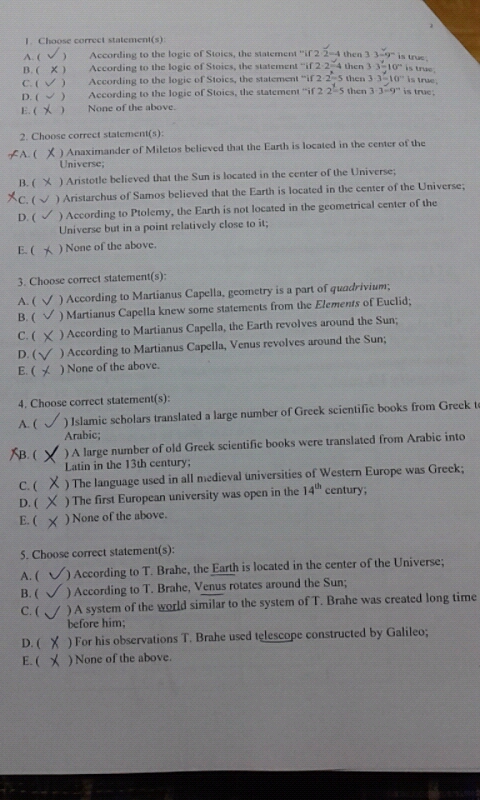 1. Choose correct statement(s):
A. ( ✓ ) According to the logic of Stoics, the statement "if 2·2=4 then 3·3=9" is true;
B. ( ✗ ) According to the logic of Stoics, the statement "if 2·2=4 then 3·3=10" is true;
C. ( ✓ ) According to the logic of Stoics, the statement "if 2·2=5 then 3·3=10" is true;
D. ( ✓ ) According to the logic of Stoics, the statement "if 2·2=5 then 3·3=9" is true;
E. ( ✗ ) None of the above.
2. Choose correct statement(s):
✗A. ( ✗ ) Anaximander of Miletos believed that the Earth is located in the center of the
Universe;
B. ( ✗ ) Aristotle believed that the Sun is located in the center of the Universe;
✗C. ( ✓ ) Aristarchus of Samos believed that the Earth is located in the center of the Universe;
D. ( ✓ ) According to Ptolemy, the Earth is not located in the geometrical center of the
Universe but in a point relatively close to it;
E. ( ✗ ) None of the above.
3. Choose correct statement(s):
A. ( ✓ ) According to Martianus Capella, geometry is a part of quadrivium;
B. ( ✓ ) Martianus Capella knew some statements from the Elements of Euclid;
C. ( ✗ ) According to Martianus Capella, the Earth revolves around the Sun;
D. ( ✓ ) According to Martianus Capella, Venus revolves around the Sun;
E. ( ✗ ) None of the above.
4. Choose correct statement(s):
A. ( ✓ ) Islamic scholars translated a large number of Greek scientific books from Greek to
Arabic;
✗B. ( ✗ ) A large number of old Greek scientific books were translated from Arabic into
Latin in the 13th century;
C. ( ✗ ) The language used in all medieval universities of Western Europe was Greek;
D. ( ✗ ) The first European university was open in the 14th century;
E. ( ✗ ) None of the above.
5. Choose correct statement(s):
A. ( ✓ ) According to T. Brahe, the Earth is located in the center of the Universe;
B. ( ✓ ) According to T. Brahe, Venus rotates around the Sun;
C. ( ✓ ) A system of the world similar to the system of T. Brahe was created long time
before him;
D. ( ✗ ) For his observations T. Brahe used telescope constructed by Galileo;
E. ( ✗ ) None of the above.